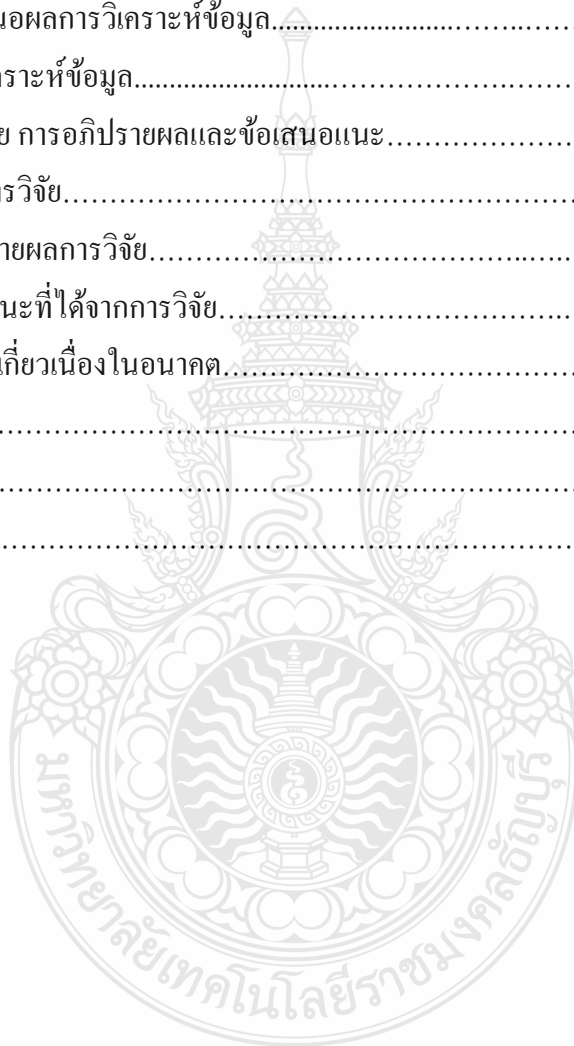 นอผลการวิเคราะห์ข้อมูล............................................
คราะห์ข้อมูล............................................
ย การอภิปรายผลและข้อเสนอแนะ............................................
ารวิจัย............................................
ายผลการวิจัย............................................
นะที่ได้จากการวิจัย............................................
เกี่ยวเนื่องในอนาคต............................................
............................................
............................................
............................................
มหาวิทยาลัยเทคโนโลยีราชมงคลธัญบุรี